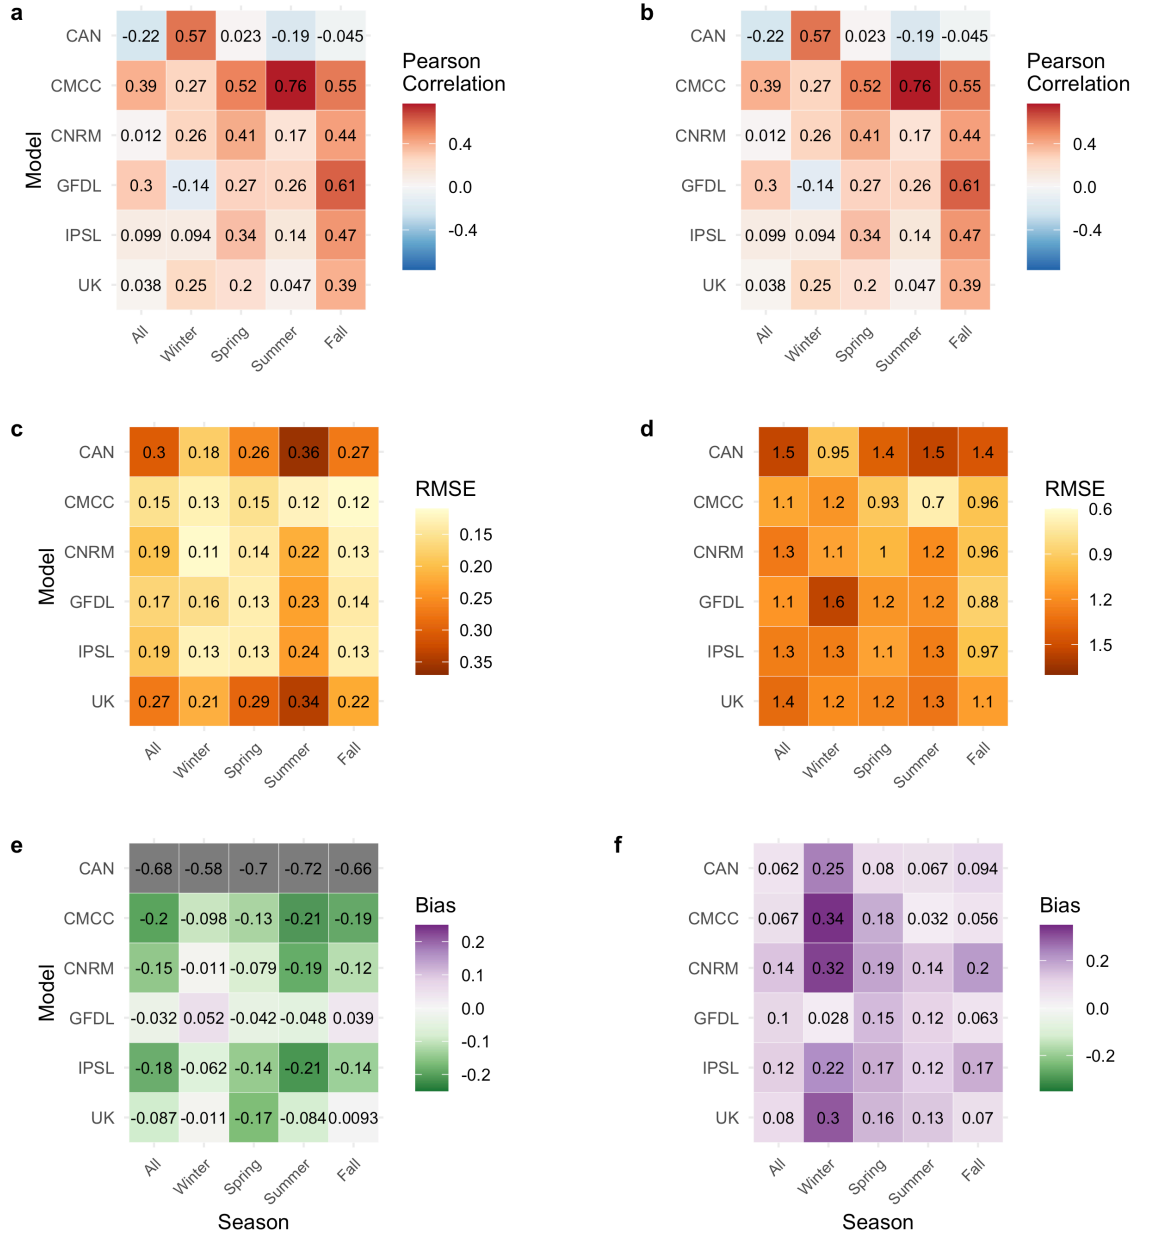 a
Model
CAN -0.22 0.57 0.023 -0.19 -0.045
CMCC 0.39 0.27 0.52 0.76 0.55
CNRM 0.012 0.26 0.41 0.17 0.44
GFDL 0.3 -0.14 0.27 0.26 0.61
IPSL 0.099 0.094 0.34 0.14 0.47
UK 0.038 0.25 0.2 0.047 0.39
All Winter Spring Summer Fall
Pearson
Correlation
0.4
0.0
-0.4
b
CAN -0.22 0.57 0.023 -0.19 -0.045
CMCC 0.39 0.27 0.52 0.76 0.55
CNRM 0.012 0.26 0.41 0.17 0.44
GFDL 0.3 -0.14 0.27 0.26 0.61
IPSL 0.099 0.094 0.34 0.14 0.47
UK 0.038 0.25 0.2 0.047 0.39
All Winter Spring Summer Fall
Pearson
Correlation
0.4
0.0
-0.4
c
Model
CAN 0.3 0.18 0.26 0.36 0.27
CMCC 0.15 0.13 0.15 0.12 0.12
CNRM 0.19 0.11 0.14 0.22 0.13
GFDL 0.17 0.16 0.13 0.23 0.14
IPSL 0.19 0.13 0.13 0.24 0.13
UK 0.27 0.21 0.29 0.34 0.22
All Winter Spring Summer Fall
RMSE
0.15
0.20
0.25
0.30
0.35
d
CAN 1.5 0.95 1.4 1.5 1.4
CMCC 1.1 1.2 0.93 0.7 0.96
CNRM 1.3 1.1 1 1.2 0.96
GFDL 1.1 1.6 1.2 1.2 0.88
IPSL 1.3 1.3 1.1 1.3 0.97
UK 1.4 1.2 1.2 1.3 1.1
All Winter Spring Summer Fall
RMSE
0.6
0.9
1.2
1.5
e
Model
CAN -0.68 -0.58 -0.7 -0.72 -0.66
CMCC -0.2 -0.098 -0.13 -0.21 -0.19
CNRM -0.15 -0.011 -0.079 -0.19 -0.12
GFDL -0.032 0.052 -0.042 -0.048 0.039
IPSL -0.18 -0.062 -0.14 -0.21 -0.14
UK -0.087 -0.011 -0.17 -0.084 0.0093
All Winter Spring Summer Fall
Season
Bias
0.2
0.1
0.0
-0.1
-0.2
f
CAN 0.062 0.25 0.08 0.067 0.094
CMCC 0.067 0.34 0.18 0.032 0.056
CNRM 0.14 0.32 0.19 0.14 0.2
GFDL 0.1 0.028 0.15 0.12 0.063
IPSL 0.12 0.22 0.17 0.12 0.17
UK 0.08 0.3 0.16 0.13 0.07
All Winter Spring Summer Fall
Season
Bias
0.2
0.0
-0.2